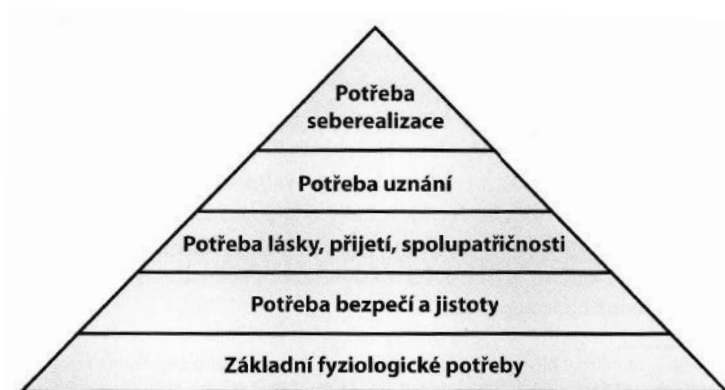 Potřeba
seberealizace
Potřeba uznání
Potřeba lásky, přijetí, spolupatřičnosti
Potřeba bezpečí a jistoty
Základní fyziologické potřeby